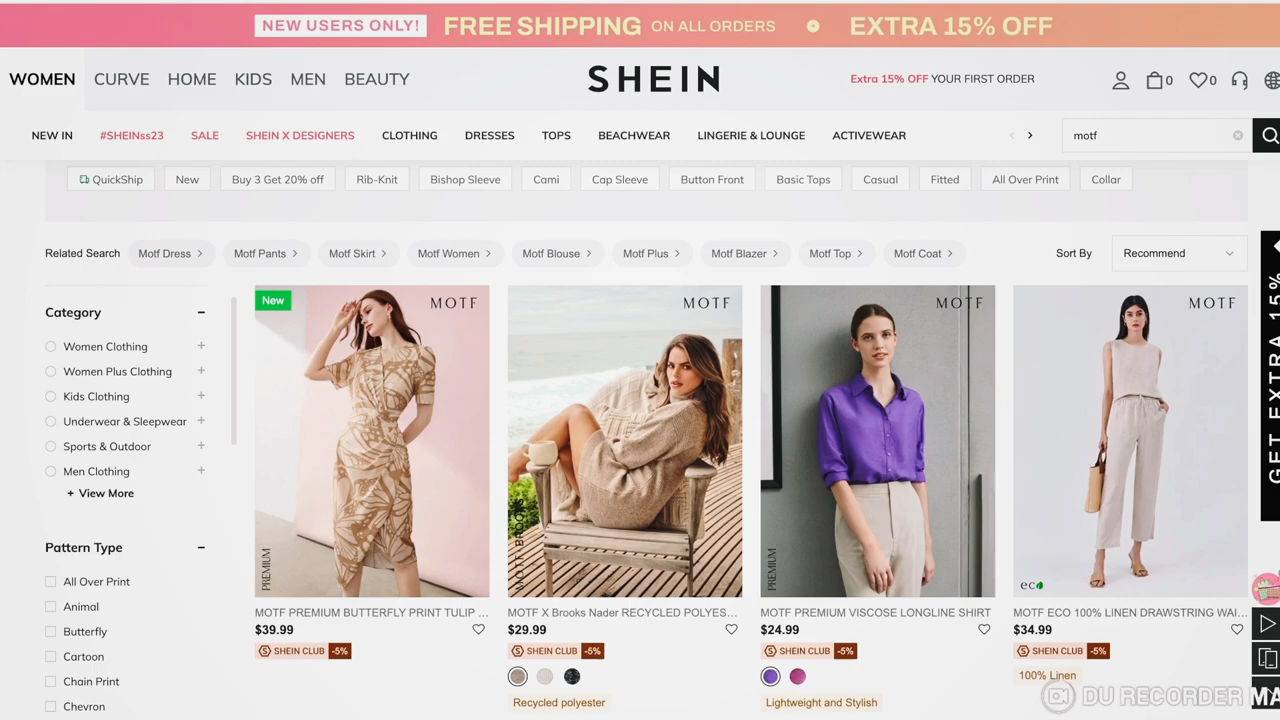 NEW USERS ONLY! FREE SHIPPING ON ALL ORDERS EXTRA 15% OFF
WOMEN CURVE HOME KIDS MEN BEAUTY SHEIN Extra 15% OFF YOUR FIRST ORDER 0 0
NEW IN #SHEINss23 SALE SHEIN X DESIGNERS CLOTHING DRESSES TOPS BEACHWEAR LINGERIE & LOUNGE ACTIVEWEAR motf
QuickShip New Buy 3 Get 20% off Rib-Knit Bishop Sleeve Cami Cap Sleeve Button Front Basic Tops Casual Fitted All Over Print Collar
Related Search Motf Dress Motf Pants Motf Skirt Motf Women Motf Blouse Motf Plus Motf Blazer Motf Top Motf Coat Sort By Recommend
Category
Women Clothing
Women Plus Clothing
Kids Clothing
Underwear & Sleepwear
Sports & Outdoor
Men Clothing
+ View More
Pattern Type
All Over Print
Animal
Butterfly
Cartoon
Chain Print
Chevron
New MOTF
PREMIUM
MOTF PREMIUM BUTTERFLY PRINT TULIP ...
$39.99
SHEIN CLUB -5%
MOTF
MOTF X Brooks Nader RECYCLED POLYES...
$29.99
SHEIN CLUB -5%
Recycled polyester
MOTF
PREMIUM
MOTF PREMIUM VISCOSE LONGLINE SHIRT
$24.99
SHEIN CLUB -5%
Lightweight and Stylish
MOTF
eco
MOTF ECO 100% LINEN DRAWSTRING WAI...
$34.99
SHEIN CLUB -5%
100% Linen
GET EXTRA 15%
DU RECORDER